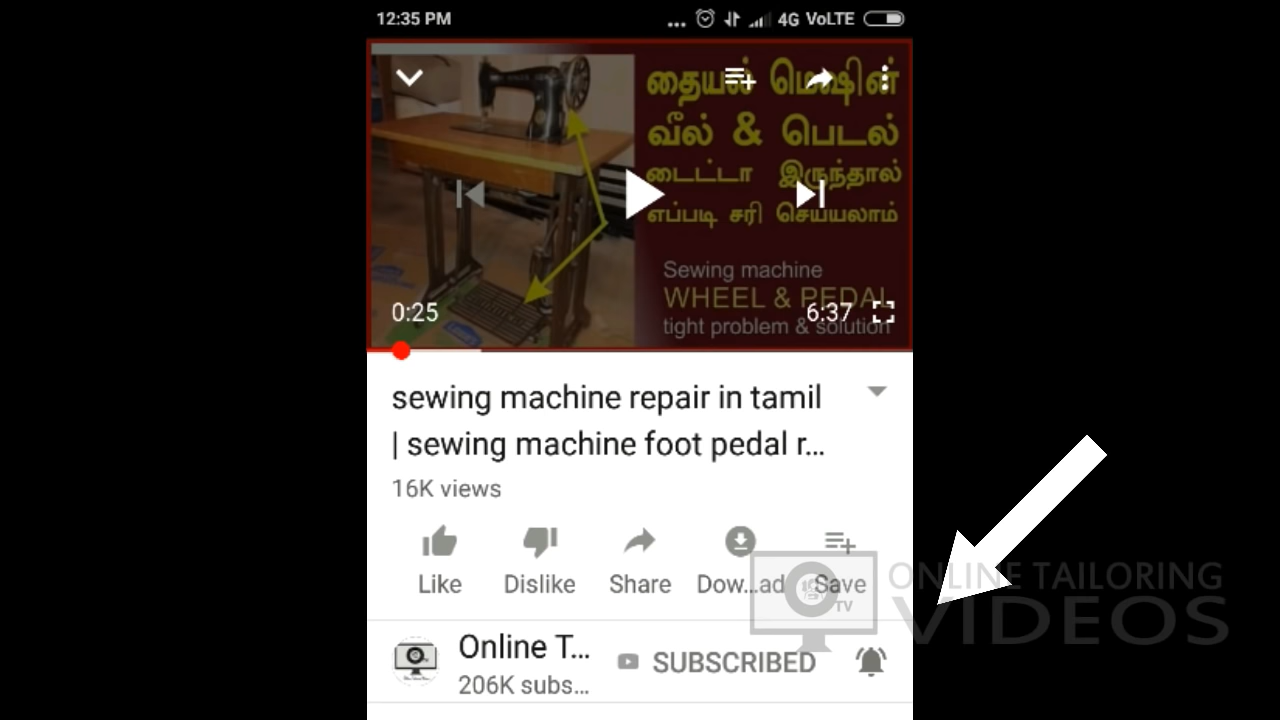 12:35 PM
... 4G VoLTE
தையல் மெஷின்
வீல் & பெடல்
டைட்டா இருந்தால்
எப்படி சரி செய்யலாம்
Sewing machine
WHEEL & PEDAL
tight problem & solution
0:25
6:37
sewing machine repair in tamil
| sewing machine foot pedal r...
16K views
Like Dislike Share Dow...ad Save
TV
ONLINE TAILORING
VIDEOS
Online T...
SUBSCRIBED
206K subs...